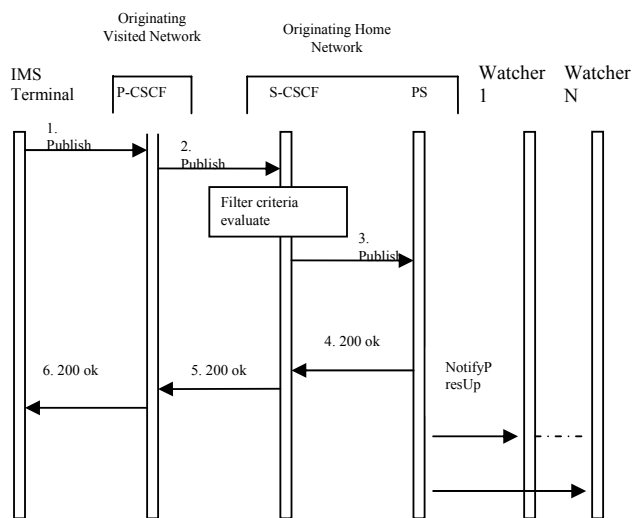 Originating
Visited Network
Originating Home
Network
IMS
Terminal
P-CSCF
S-CSCF
PS
Watcher
1
Watcher
N
1.
Publish
2.
Publish
Filter criteria
evaluate
3.
Publish
4. 200 ok
5. 200 ok
6. 200 ok
NotifyP
resUp